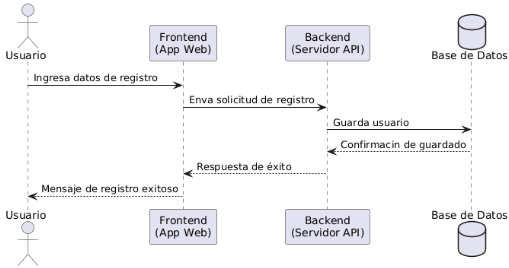 Usuario
Frontend
(App Web)
Backend
(Servidor API)
Base de Datos
Ingresa datos de registro
Enva solicitud de registro
Guarda usuario
Confirmacin de guardado
Respuesta de éxito
Mensaje de registro exitoso
Usuario
Frontend
(App Web)
Backend
(Servidor API)
Base de Datos